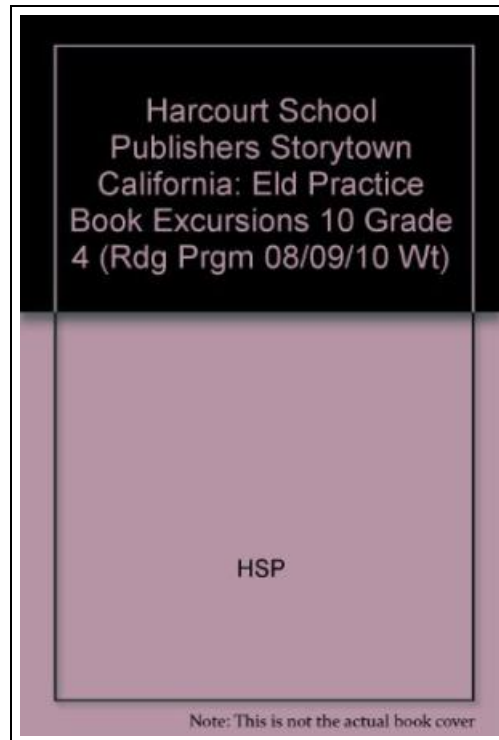 Harcourt School
Publishers Storytown
California: Eld Practice
Book Excursions 10 Grade
4 (Rdg Prgm 08/09/10 Wt)
HSP
Note: This is not the actual book cover